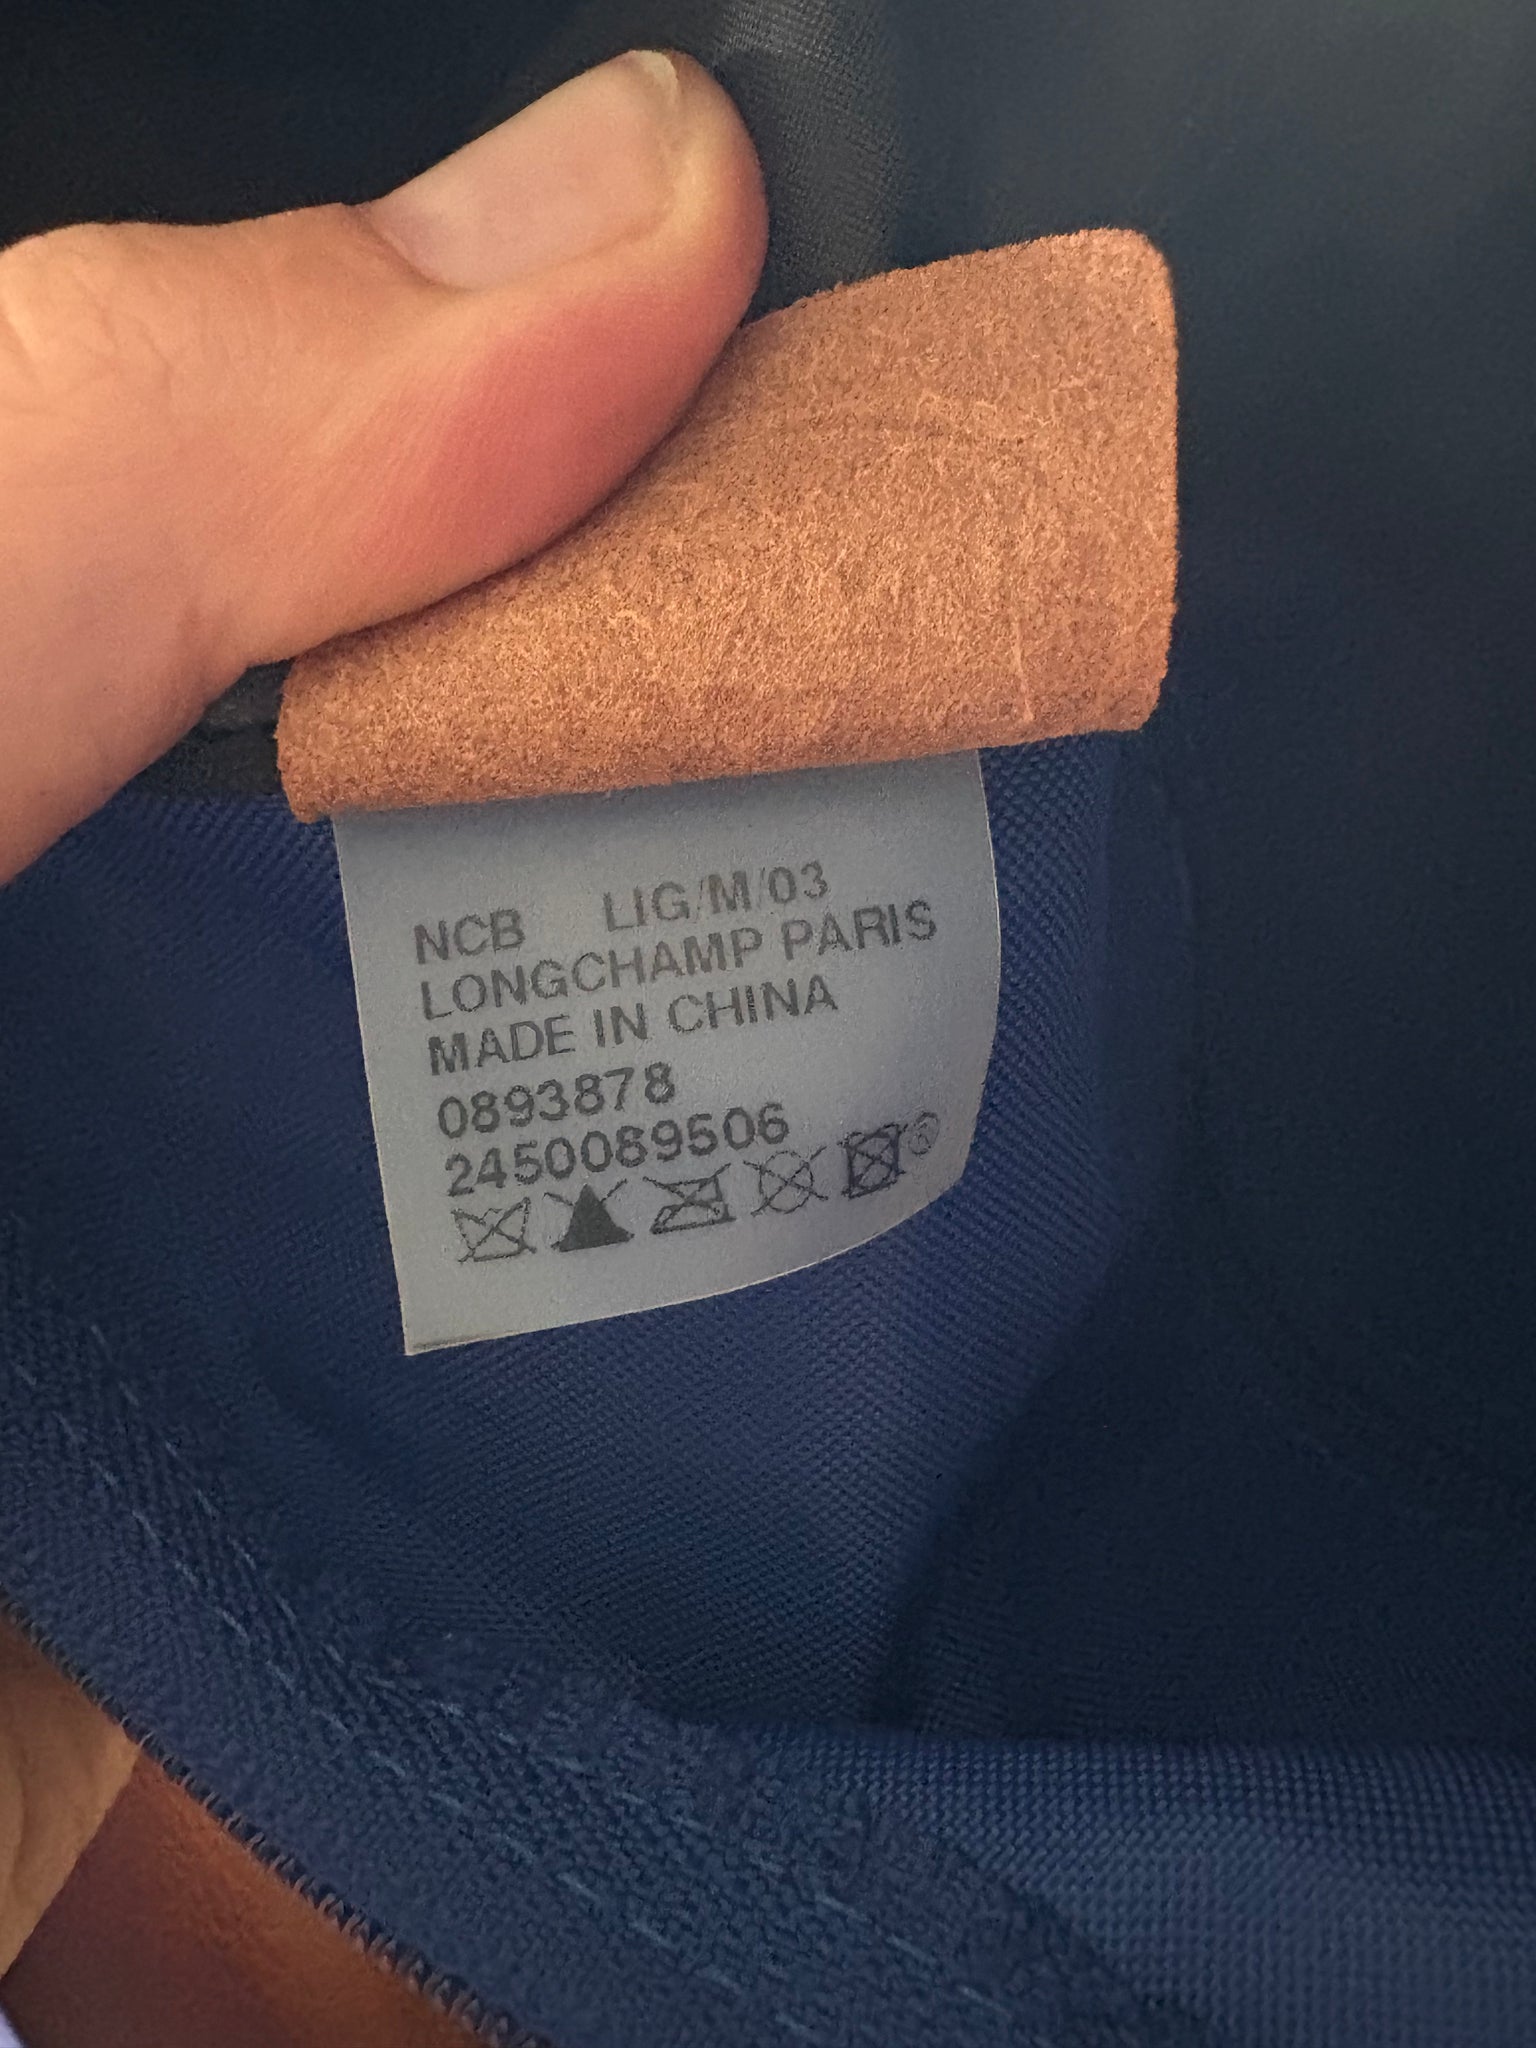 NCB LIG/M/03
LONGCHAMP PARIS
MADE IN CHINA
0893878
2450089506
®